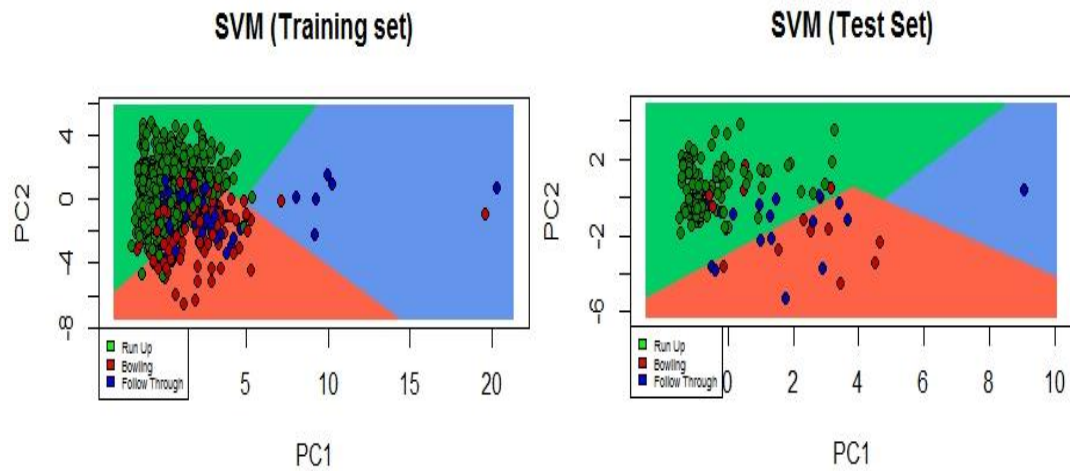 SVM (Training set)
PC2
4
0
-4
-8
Run Up
Bowling
Follow Through
5
10
15
20
PC1
SVM (Test Set)
PC2
2
-2
-6
Run Up
Bowling
Follow Through
0
2
4
6
8
10
PC1